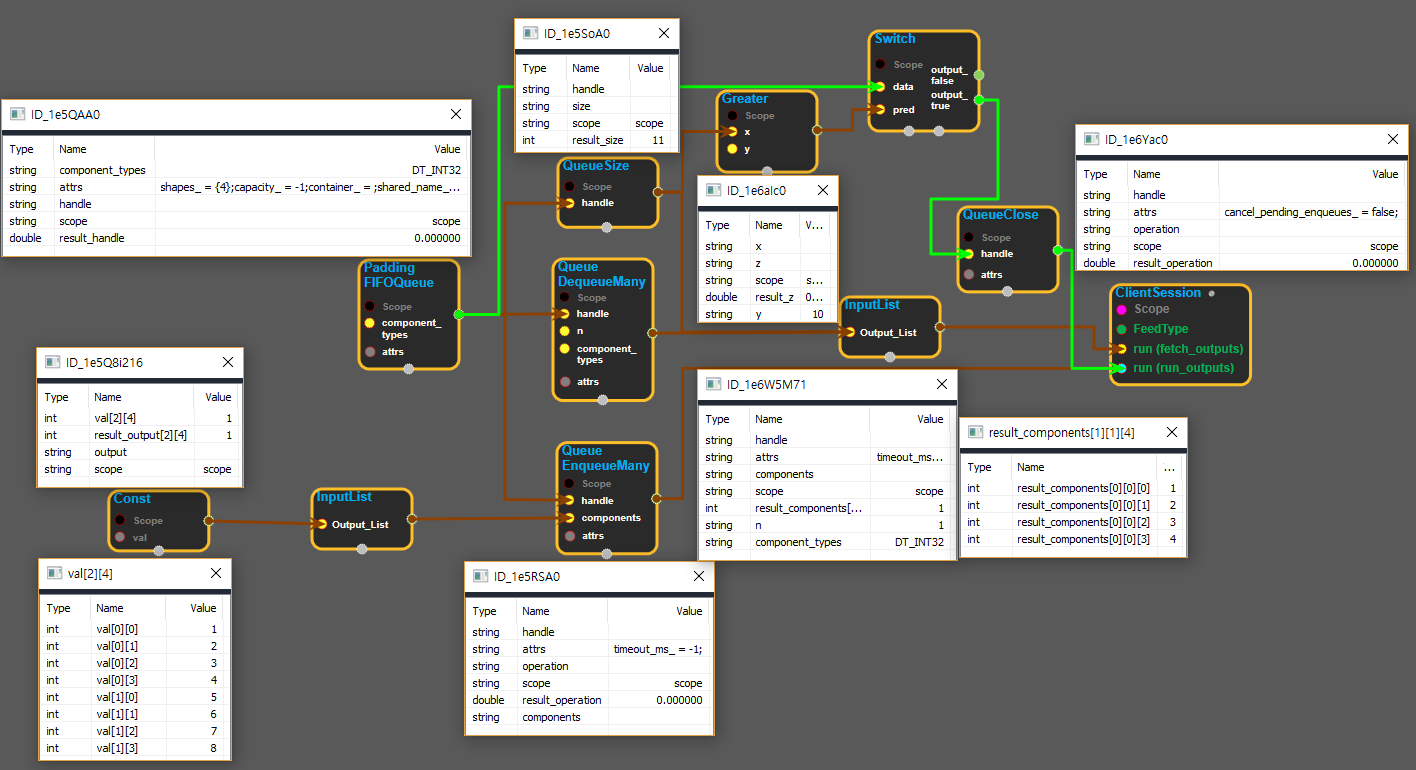 ID_1e5SoA0
Type Name Value
string handle
string size
string scope scope
int result_size 11
Switch
Scope
data
pred
output_
false
output_
true
ID_1e5QAA0
Type Name Value
string component_types DT_INT32
string attrs shapes_ = {4};capacity_ = -1;container_ = ;shared_name_...
string handle
string scope scope
double result_handle 0.000000
Greater
Scope
x
y
ID_1e6Yac0
Type Name Value
string handle
string attrs cancel_pending_enqueues_ = false;
string operation
string scope scope
double result_operation 0.000000
QueueSize
Scope
handle
ID_1e6alc0
Type Name V...
string x
string z
string scope s...
double result_z 0...
string y 10
QueueClose
Scope
handle
attrs
Padding
FIFOQueue
Scope
component_
types
attrs
Queue
DequeueMany
Scope
handle
n
component_
types
attrs
InputList
Output_List
ClientSession
Scope
FeedType
run (fetch_outputs)
run (run_outputs)
ID_1e5Q8i216
Type Name Value
int val[2][4] 1
int result_output[2][4] 1
string output
string scope scope
ID_1e6W5M71
Type Name Value
string handle
string attrs timeout_ms...
string components
string scope scope
int result_components[... 1
int n 1
string component_types DT_INT32
result_components[1][1][4]
Type Name ...
int result_components[0][0][0] 1
int result_components[0][0][1] 2
int result_components[0][0][2] 3
int result_components[0][0][3] 4
Queue
EnqueueMany
Scope
handle
components
attrs
Const
Scope
val
InputList
Output_List
val[2][4]
Type Name Value
int val[0][0] 1
int val[0][1] 2
int val[0][2] 3
int val[0][3] 4
int val[1][0] 5
int val[1][1] 6
int val[1][2] 7
int val[1][3] 8
ID_1e5RSA0
Type Name Value
string handle
string attrs timeout_ms_ = -1;
string operation
string scope scope
double result_operation 0.000000
string components